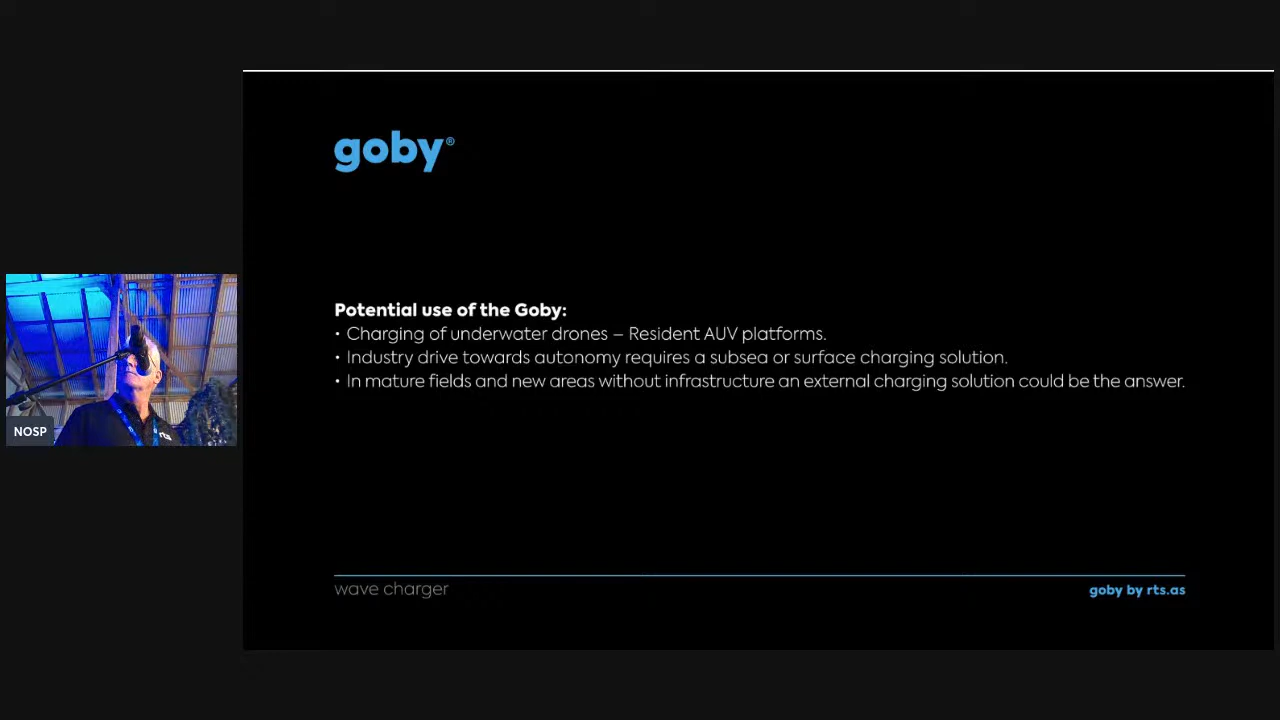 goby®
Potential use of the Goby:
• Charging of underwater drones – Resident AUV platforms.
• Industry drive towards autonomy requires a subsea or surface charging solution.
• In mature fields and new areas without infrastructure an external charging solution could be the answer.
NOSP
rts
wave charger
goby by rts.as